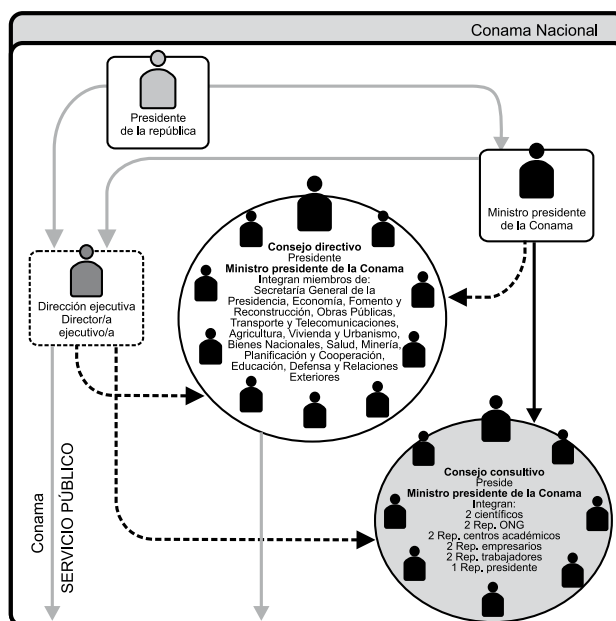 Conama Nacional
Presidente
de la república
Ministro presidente
de la Conama
Dirección ejecutiva
Director/a
ejecutivo/a
Consejo directivo
Presidente
Ministro presidente de la Conama
Integran miembros de:
Secretaría General de la
Presidencia, Economía, Fomento y
Reconstrucción, Obras Públicas,
Transporte y Telecomunicaciones,
Agricultura, Vivienda y Urbanismo,
Bienes Nacionales, Salud, Minería,
Planificación y Cooperación,
Educación, Defensa y Relaciones
Exteriores
Consejo consultivo
Preside
Ministro presidente de la Conama
Integran:
2 científicos
2 Rep. ONG
2 Rep. centros académicos
2 Rep. empresarios
2 Rep. trabajadores
1 Rep. presidente
Conama
SERVICIO PÚBLICO